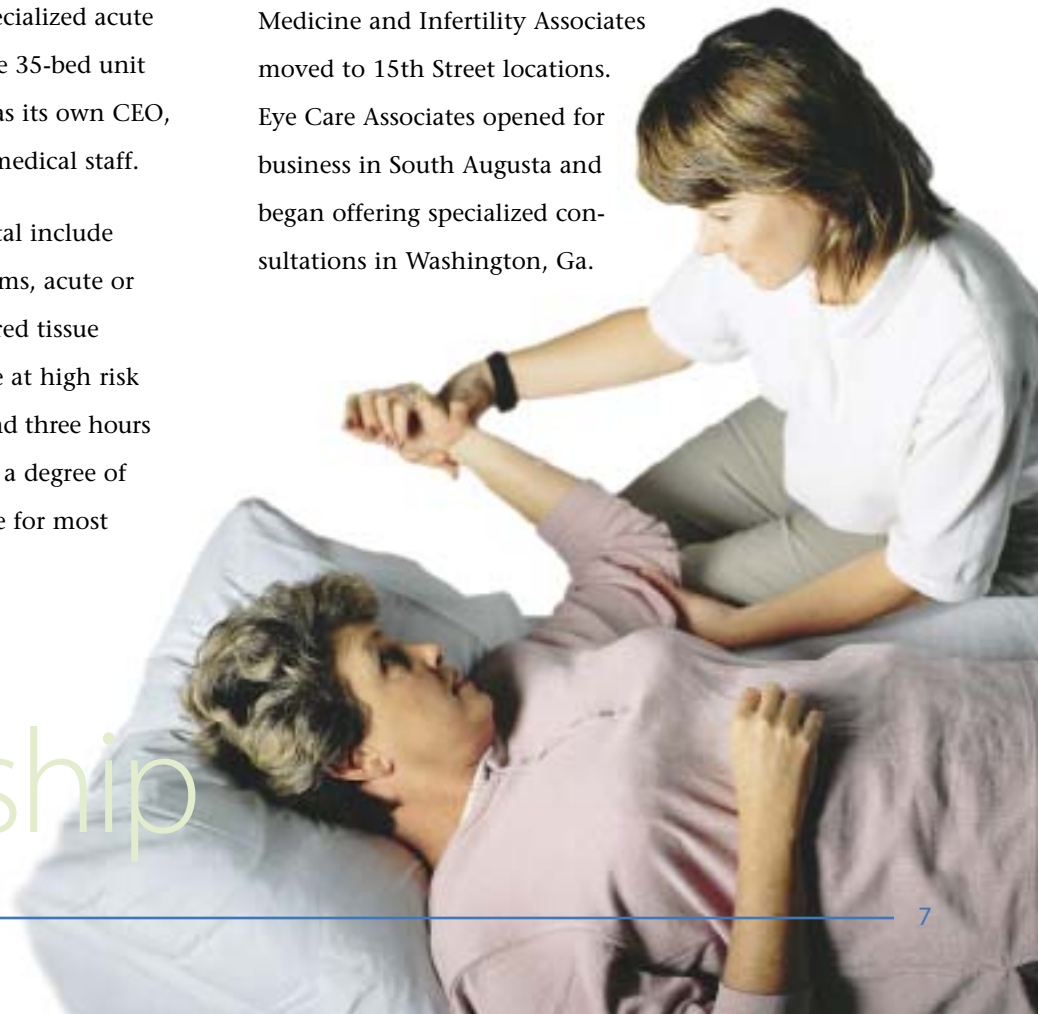 ecialized acute
e 35-bed unit
as its own CEO,
medical staff.
tal include
ms, acute or
red tissue
e at high risk
nd three hours
a degree of
e for most
Medicine and Infertility Associates
moved to 15th Street locations.
Eye Care Associates opened for
business in South Augusta and
began offering specialized con-
sultations in Washington, Ga.
ship
7